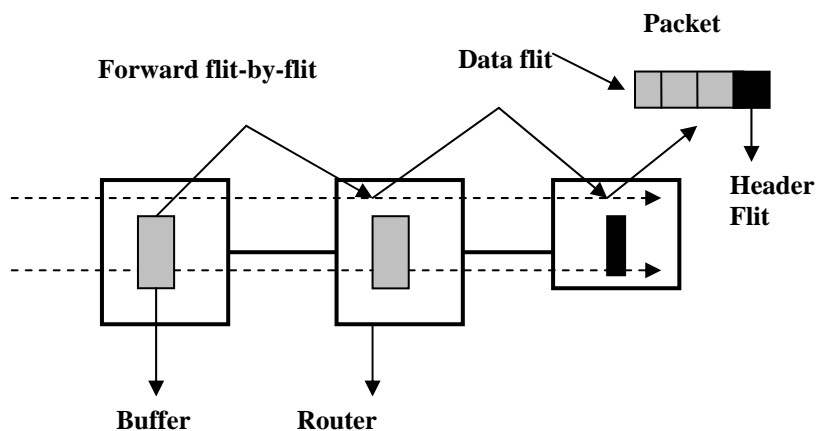 Packet
Forward flit-by-flit
Data flit
Header
Flit
Buffer
Router